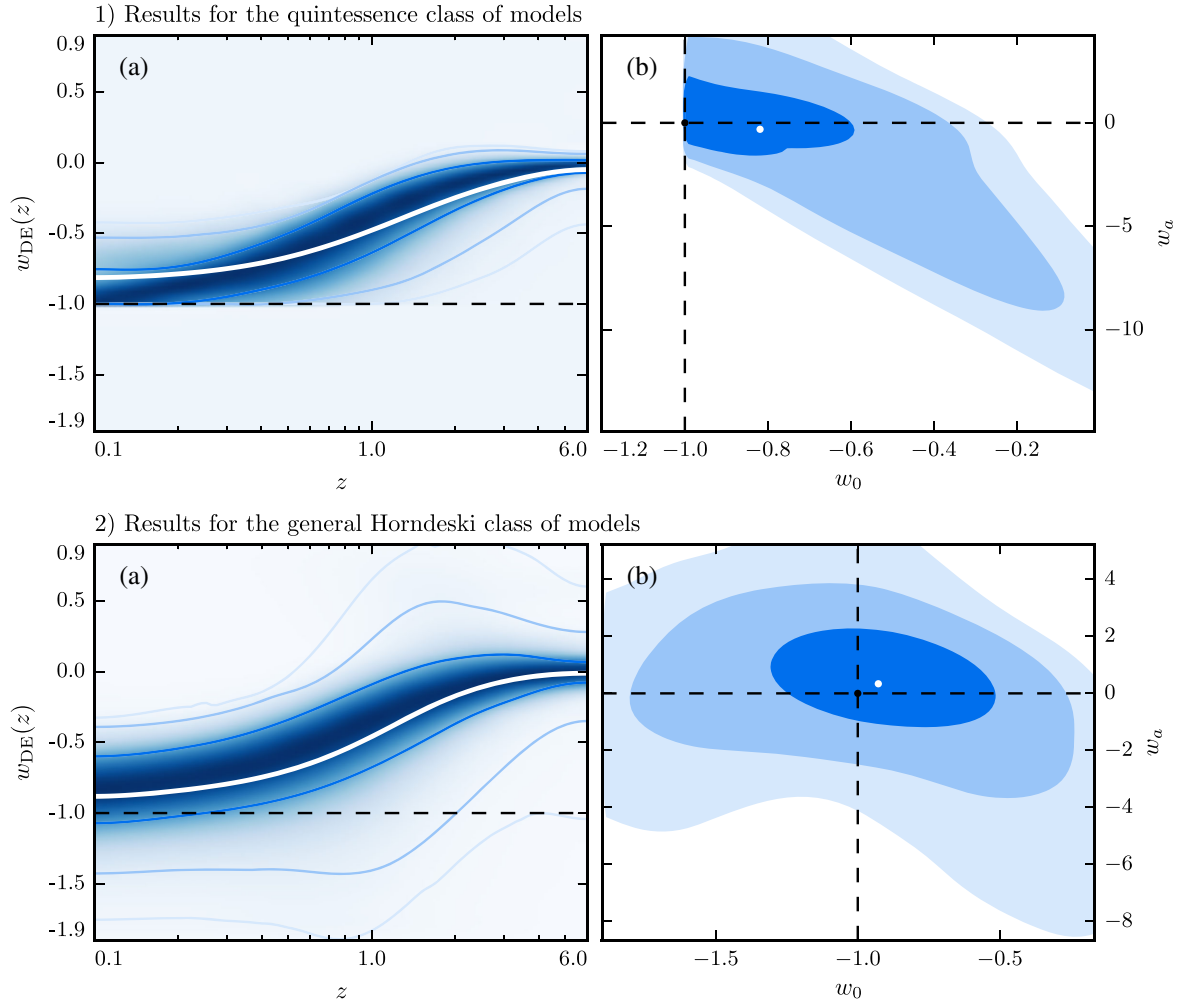 1) Results for the quintessence class of models
(a)
0.9
0.5
0.0
-0.5
-1.0
-1.5
-1.9
w_DE(z)
0.1
1.0
6.0
z
(b)
0
−5
−10
w_a
−1.2
−1.0
−0.8
−0.6
−0.4
−0.2
w_0
2) Results for the general Horndeski class of models
(a)
0.9
0.5
0.0
-0.5
-1.0
-1.5
-1.9
w_DE(z)
0.1
1.0
6.0
z
(b)
4
2
0
−2
−4
−6
−8
w_a
−1.5
−1.0
−0.5
w_0